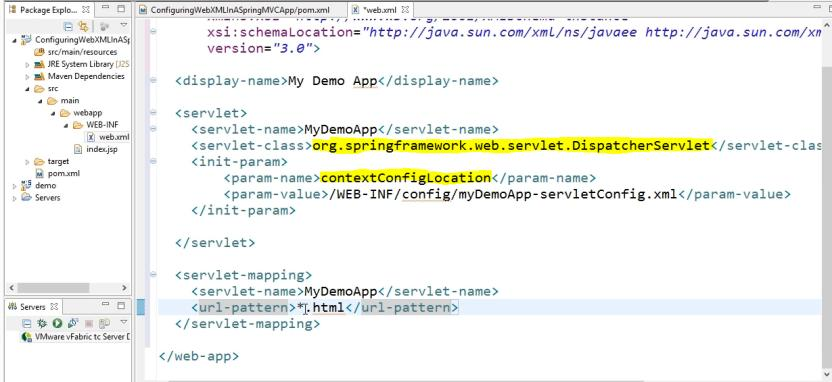 Package Explo...
ConfiguringWebXMLInASpringMVCApp/pom.xml
*web.xml
ConfiguringWebXMLInASp
src/main/resources
JRE System Library [J2S
Maven Dependencies
src
main
webapp
WEB-INF
web.xml
index.jsp
target
pom.xml
demo
Servers
Servers
VMware vFabric tc Server D
xsi:schemaLocation="http://java.sun.com/xml/ns/javaee http://java.sun.com/xm
version="3.0">
<display-name>My Demo App</display-name>
<servlet>
<servlet-name>MyDemoApp</servlet-name>
<servlet-class>org.springframework.web.servlet.DispatcherServlet</servlet-clas
<init-param>
<param-name>contextConfigLocation</param-name>
<param-value>/WEB-INF/config/myDemoApp-servletConfig.xml</param-value>
</init-param>
</servlet>
<servlet-mapping>
<servlet-name>MyDemoApp</servlet-name>
<url-pattern>*.html</url-pattern>
</servlet-mapping>
</web-app>